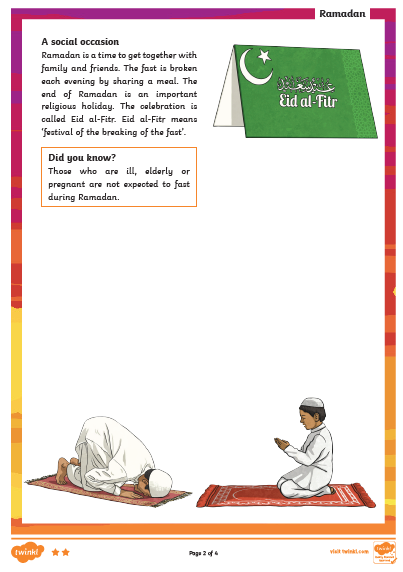 Ramadan
A social occasion
Ramadan is a time to get together with
family and friends. The fast is broken
each evening by sharing a meal. The
end of Ramadan is an important
religious holiday. The celebration is
called Eid al-Fitr. Eid al-Fitr means
‘festival of the breaking of the fast’.
Eid al-Fitr
Did you know?
Those who are ill, elderly or
pregnant are not expected to fast
during Ramadan.
twinkl
Page 2 of 4
visit twinkl.com
twinkl